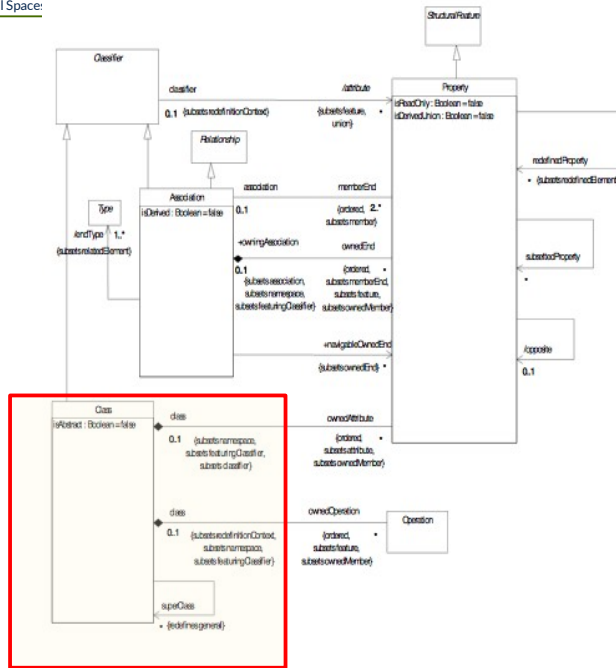 l Spaces
StructuralFeature
Classifier
classifier
/attribute
0..1 {subsets redefinitionContext}
{subsets feature, *
union}
Property
isReadOnly : Boolean = false
isDerivedUnion : Boolean = false
Relationship
redefinedProperty
* {subsets redefinedElement
Association
isDerived : Boolean = false
association
memberEnd
0..1
{ordered, 2..*
subsets member}
Type
/endType 1..*
{subsets relatedElement}
+owningAssociation
ownedEnd
0..1
{subsets association,
subsets namespace,
subsets featuringClassifier}
{ordered, *
subsets memberEnd,
subsets feature,
subsets ownedMember}
subsettedProperty
*
+navigableOwnedEnd
{subsets ownedEnd} *
/opposite
0..1
Class
isAbstract : Boolean = false
class
ownedAttribute
0..1 {subsets namespace,
subsets featuringClassifier,
subsets classifier}
{ordered, *
subsets attribute,
subsets ownedMember}
class
ownedOperation
0..1 {subsets redefinitionContext,
subsets namespace,
subsets featuringClassifier}
{ordered, *
subsets feature,
subsets ownedMember}
Operation
superClass
* {redefines general}